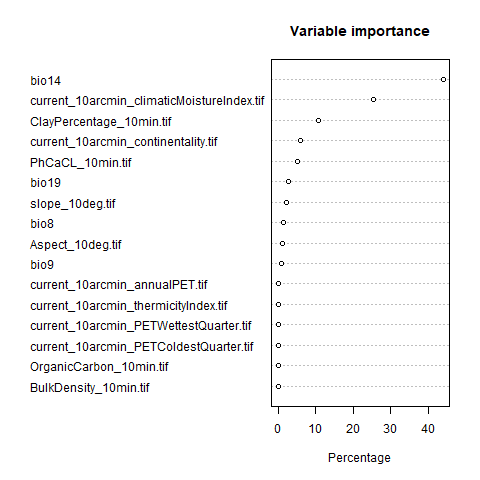 Variable importance
bio14
current_10arcmin_climaticMoistureIndex.tif
ClayPercentage_10min.tif
current_10arcmin_continentality.tif
PhCaCL_10min.tif
bio19
slope_10deg.tif
bio8
Aspect_10deg.tif
bio9
current_10arcmin_annualPET.tif
current_10arcmin_thermicityIndex.tif
current_10arcmin_PETWettestQuarter.tif
current_10arcmin_PETColdestQuarter.tif
OrganicCarbon_10min.tif
BulkDensity_10min.tif
0 10 20 30 40
Percentage